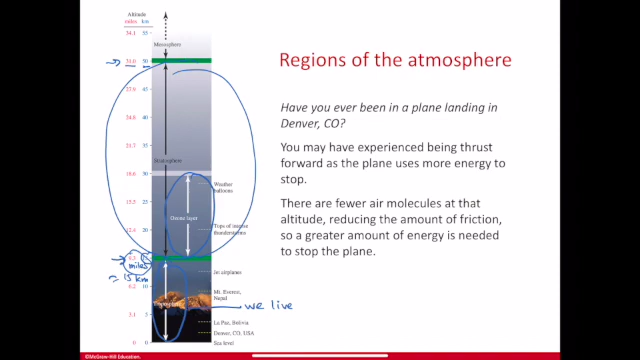 Altitude
miles km
34.1 55
Mesosphere
31.0 50
27.9 45
24.8 40
21.7 35
Stratosphere
18.6 30
Weather
balloons
15.5 25
Ozone layer
12.4 20
Tops of intense
thunderstorms
9.3
miles
≈ 15 km
Jet airplanes
6.2 10
Mt. Everest,
Nepal
we live
3.1 5
La Paz, Bolivia
Denver, CO, USA
0 0
Sea level
Regions of the atmosphere
Have you ever been in a plane landing in
Denver, CO?
You may have experienced being thrust
forward as the plane uses more energy to
stop.
There are fewer air molecules at that
altitude, reducing the amount of friction,
so a greater amount of energy is needed
to stop the plane.
©McGraw-Hill Education.